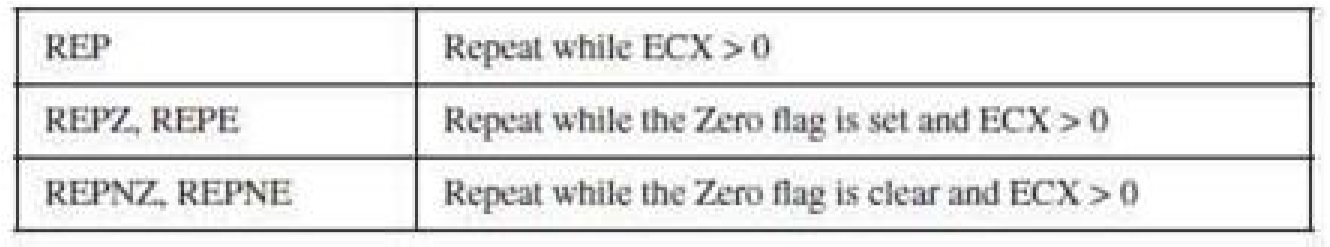 REP Repeat while ECX > 0
REPZ, REPE Repeat while the Zero flag is set and ECX > 0
REPNZ, REPNE Repeat while the Zero flag is clear and ECX > 0